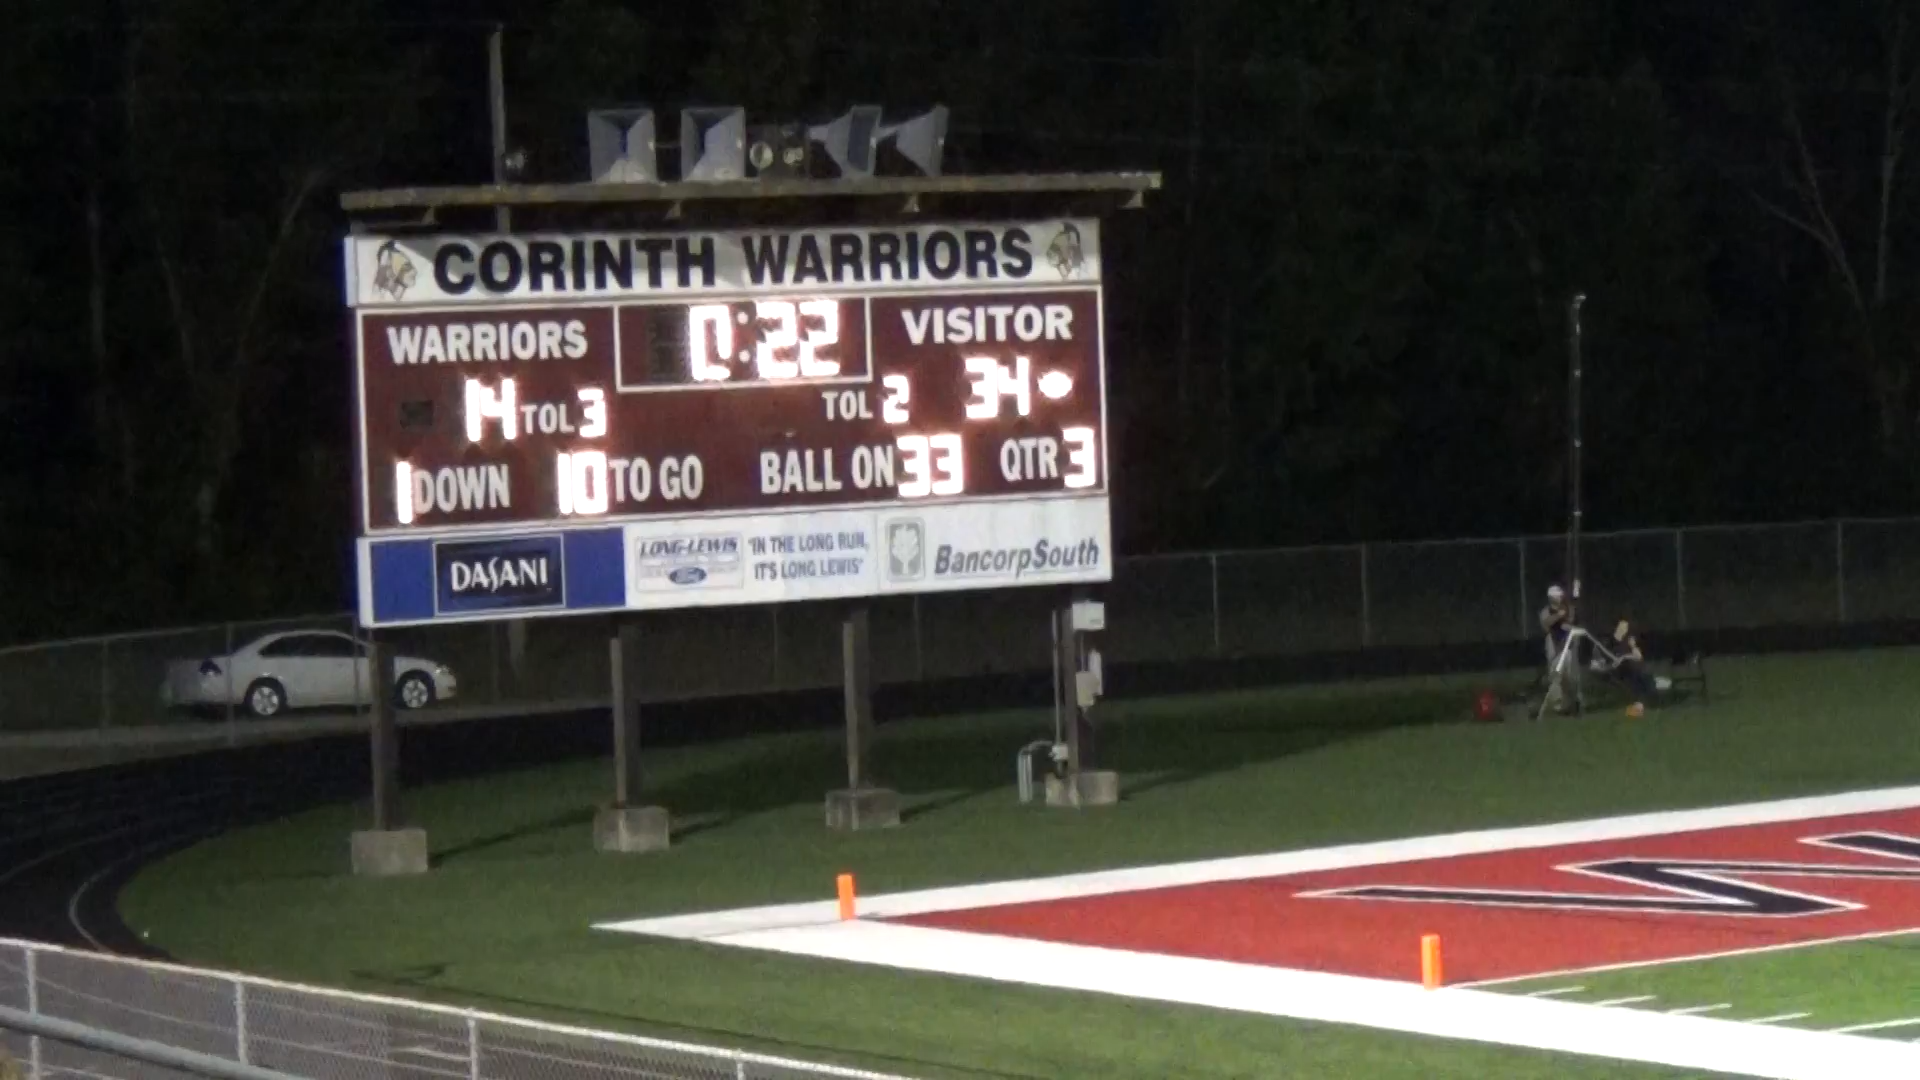 CORINTH WARRIORS
WARRIORS 0:22 VISITOR
14 TOL 3 TOL 2 34
1 DOWN 10 TO GO BALL ON 33 QTR 3
DASANI
LONG-LEWIS
Ford
"IN THE LONG RUN,
IT'S LONG LEWIS"
BancorpSouth
W